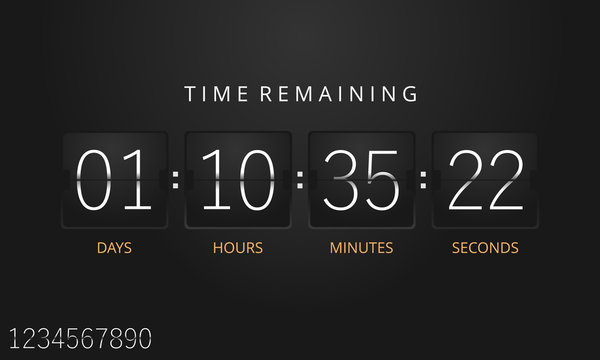 TIME REMAINING
01 : 10 : 35 : 22
DAYS HOURS MINUTES SECONDS
1234567890